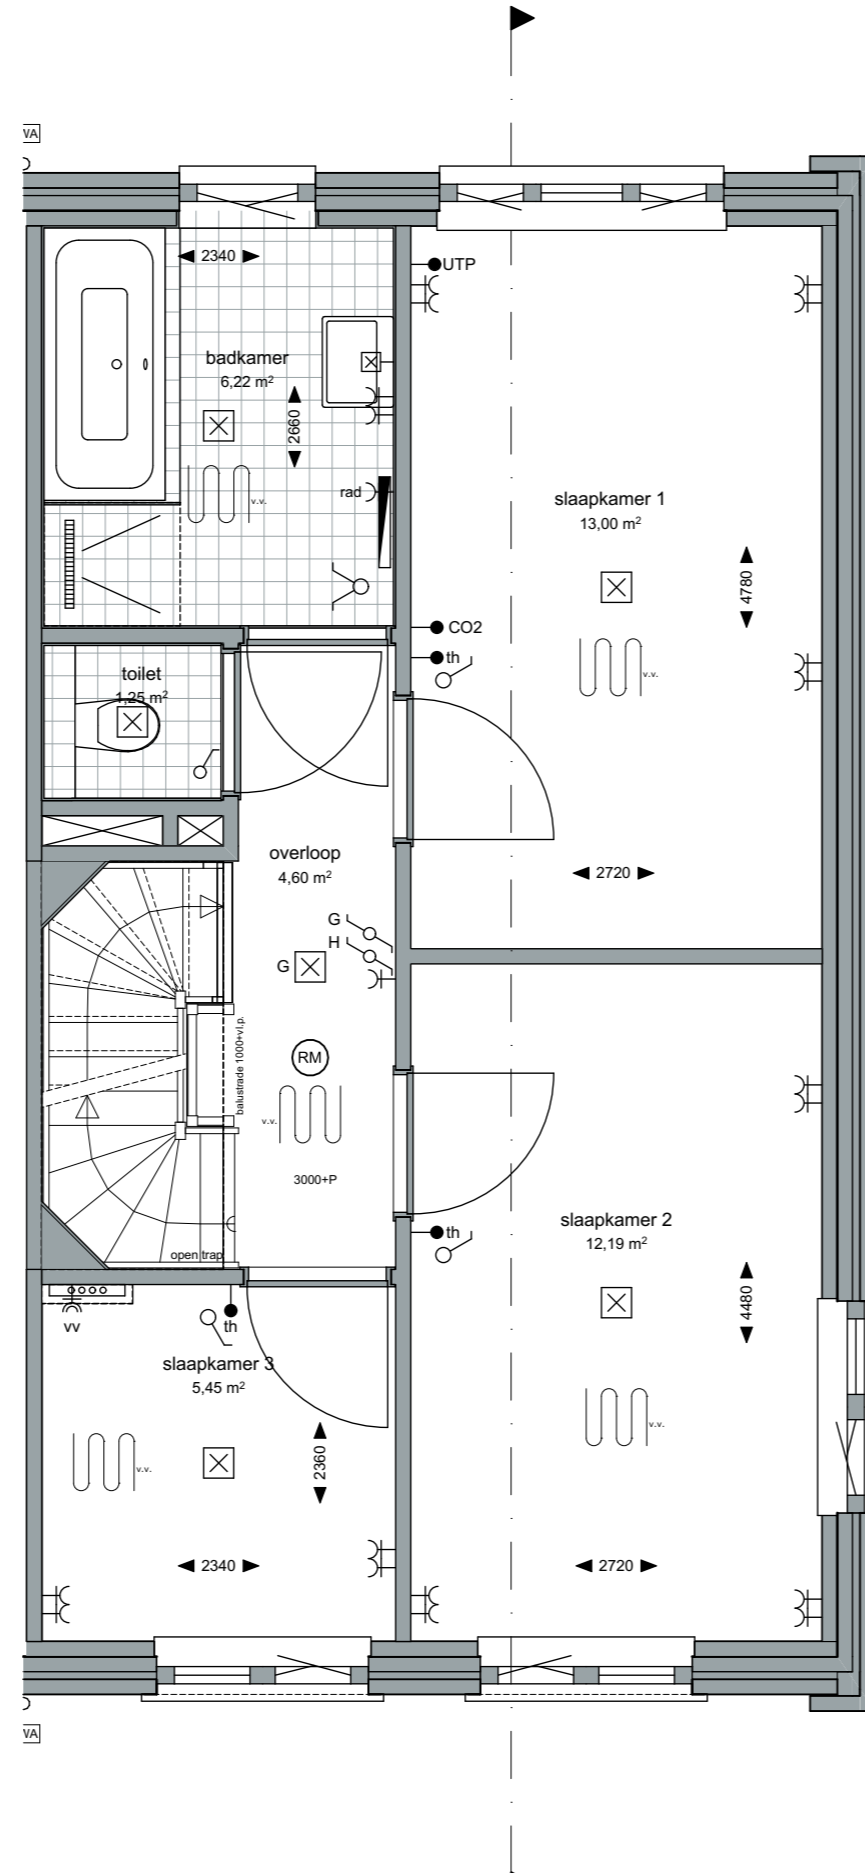 WA
2340
UTP
badkamer
6,22 m²
2660
rad
v.v.
slaapkamer 1
13,00 m²
4780
CO2
th
v.v.
toilet
1,25 m²
overloop
4,60 m²
2720
G
H
G
RM
balustrade 1000+vl.p.
v.v.
3000+P
open trap
slaapkamer 2
12,19 m²
th
4480
vv
th
slaapkamer 3
5,45 m²
v.v.
v.v.
2360
2340
2720
WA